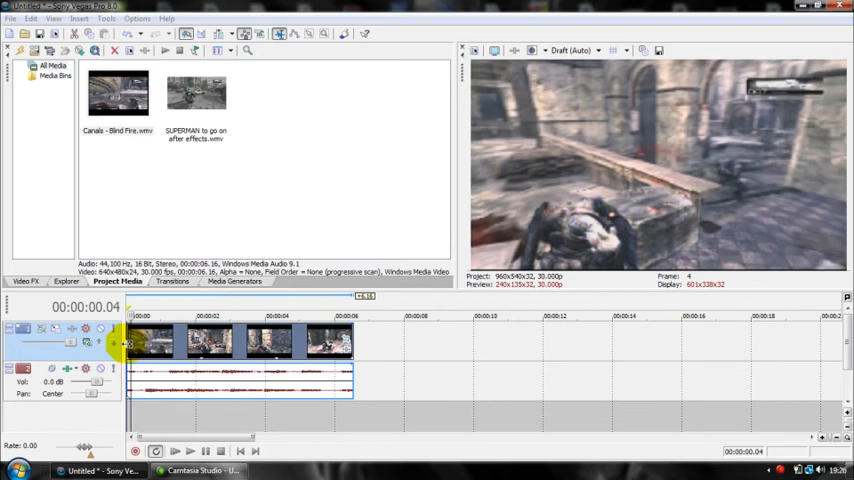 Untitled * - Sony Vegas Pro 8.0
File Edit View Insert Tools Options Help
Draft (Auto)
All Media
Media Bins
Canals - Blind Fire.wmv
SUPERMAN to go on
after effects.wmv
Audio: 44,100 Hz, 16 Bit, Stereo, 00:00:06.16, Windows Media Audio 9.1
Video: 640x480x24, 30.000 fps, 00:00:06.16, Alpha = None, Field Order = None (progressive scan), Windows Media Video
Project: 960x540x32, 30.000p
Frame: 4
Preview: 240x135x32, 30.000p
Display: 601x338x32
Video FX Explorer Project Media Transitions Media Generators
+6.16
00:00:00.04
:00:00 00:00:02 00:00:04 00:00:06 00:00:08 00:00:10 00:00:12 00:00:14 00:00:16 00:00:18
1
2
Vol: 0.0 dB
Pan: Center
Rate: 0.00
00:00:00.04
Untitled * - Sony Ve...
Camtasia Studio - U...
19:26